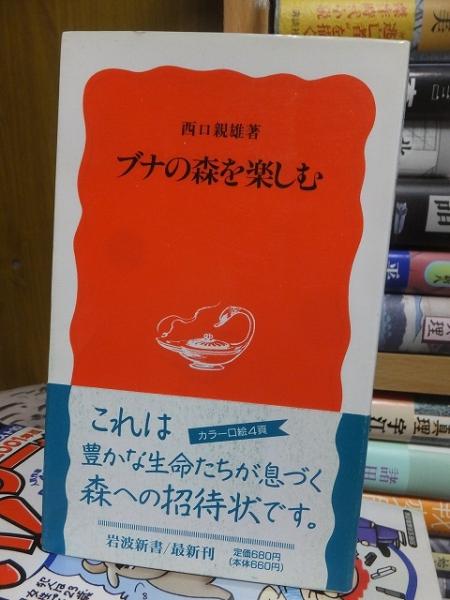 西口親雄著
ブナの森を楽しむ
これは
カラー口絵4頁
豊かな生命たちが息づく
森への招待状です。
岩波新書/最新刊
定価680円
(本体660円)